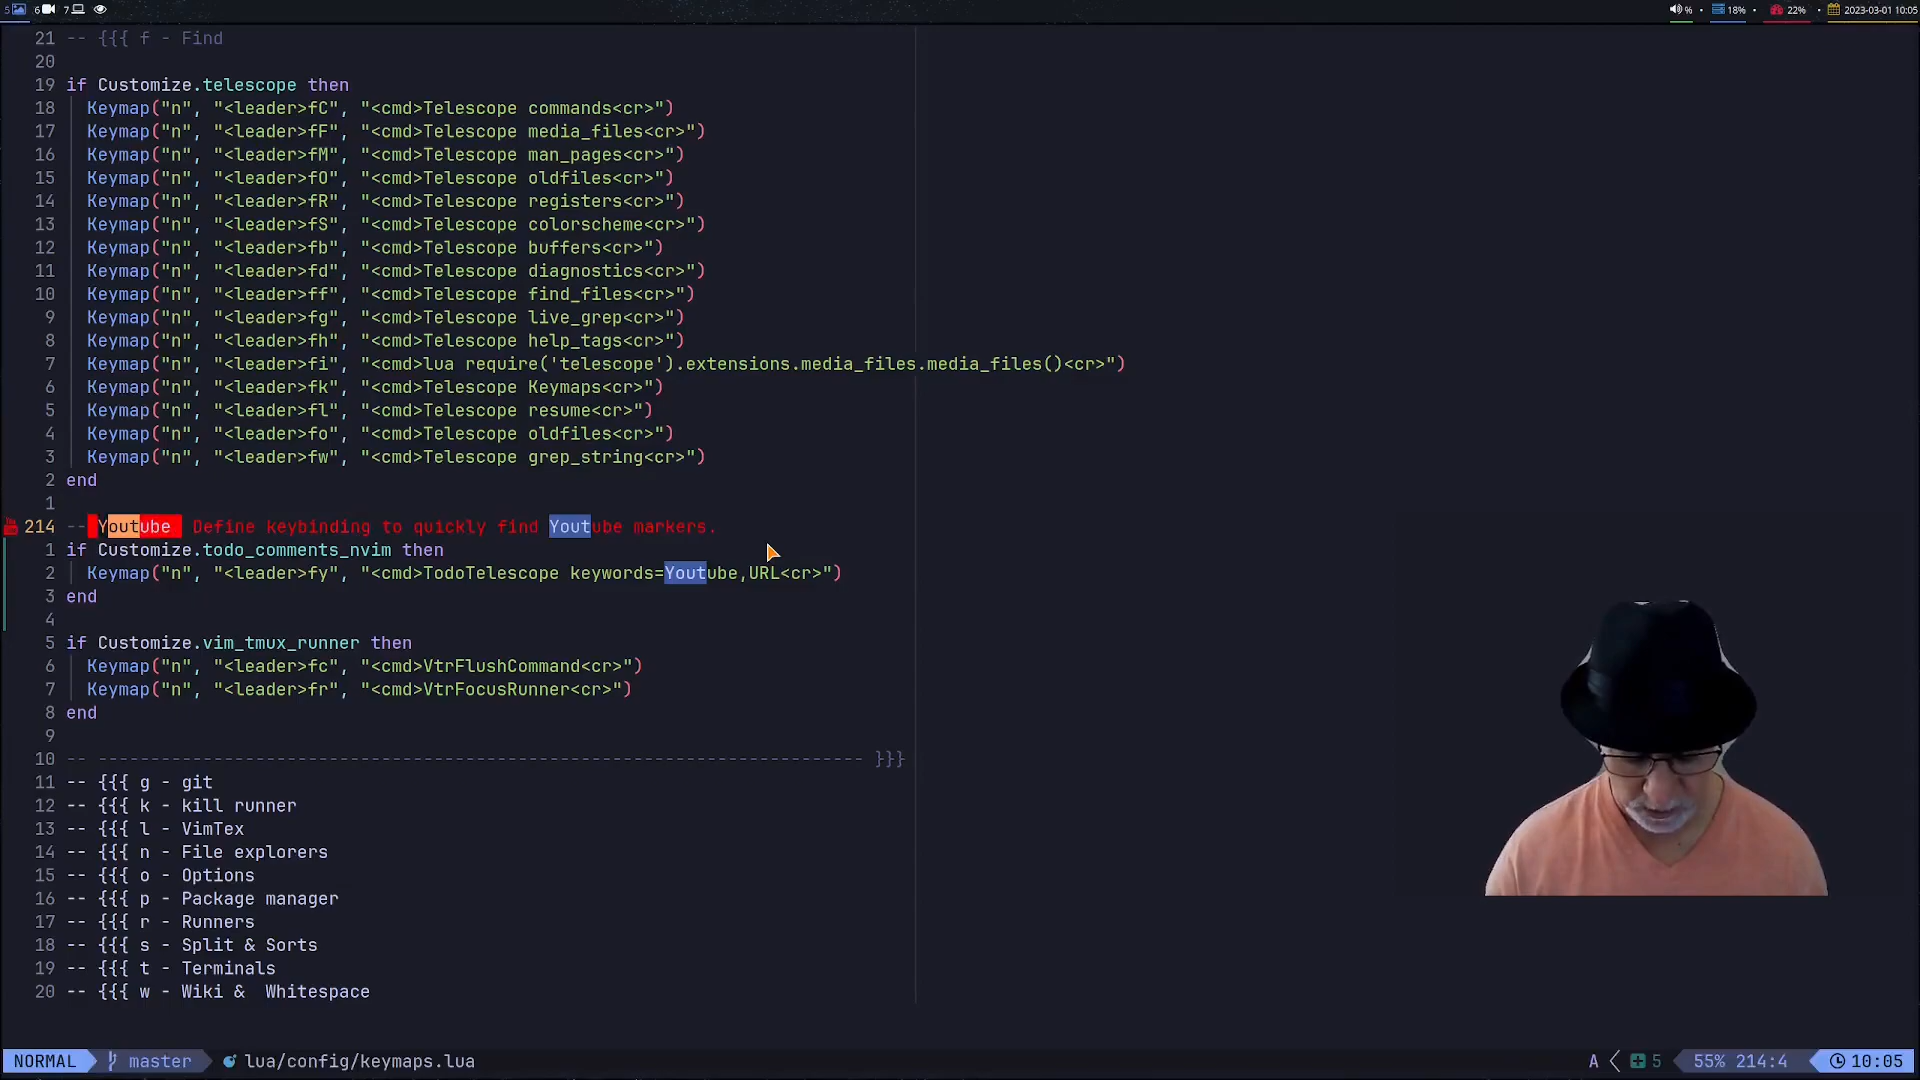 5 6 7 % 18% 22% 2023-03-01 10:05
21 -- {{{ f - Find
20
19 if Customize.telescope then
18 Keymap("n", "<leader>fC", "<cmd>Telescope commands<cr>")
17 Keymap("n", "<leader>fF", "<cmd>Telescope media_files<cr>")
16 Keymap("n", "<leader>fM", "<cmd>Telescope man_pages<cr>")
15 Keymap("n", "<leader>fO", "<cmd>Telescope oldfiles<cr>")
14 Keymap("n", "<leader>fR", "<cmd>Telescope registers<cr>")
13 Keymap("n", "<leader>fS", "<cmd>Telescope colorscheme<cr>")
12 Keymap("n", "<leader>fb", "<cmd>Telescope buffers<cr>")
11 Keymap("n", "<leader>fd", "<cmd>Telescope diagnostics<cr>")
10 Keymap("n", "<leader>ff", "<cmd>Telescope find_files<cr>")
9 Keymap("n", "<leader>fg", "<cmd>Telescope live_grep<cr>")
8 Keymap("n", "<leader>fh", "<cmd>Telescope help_tags<cr>")
7 Keymap("n", "<leader>fi", "<cmd>lua require('telescope').extensions.media_files.media_files()<cr>")
6 Keymap("n", "<leader>fk", "<cmd>Telescope Keymaps<cr>")
5 Keymap("n", "<leader>fl", "<cmd>Telescope resume<cr>")
4 Keymap("n", "<leader>fo", "<cmd>Telescope oldfiles<cr>")
3 Keymap("n", "<leader>fw", "<cmd>Telescope grep_string<cr>")
2 end
1
214 -- Youtube Define keybinding to quickly find Youtube markers.
1 if Customize.todo_comments_nvim then
2 Keymap("n", "<leader>fy", "<cmd>TodoTelescope keywords=Youtube,URL<cr>")
3 end
4
5 if Customize.vim_tmux_runner then
6 Keymap("n", "<leader>fc", "<cmd>VtrFlushCommand<cr>")
7 Keymap("n", "<leader>fr", "<cmd>VtrFocusRunner<cr>")
8 end
9
10 -- -------------------------------------------------------------------------- }}}
11 -- {{{ g - git
12 -- {{{ k - kill runner
13 -- {{{ l - VimTex
14 -- {{{ n - File explorers
15 -- {{{ o - Options
16 -- {{{ p - Package manager
17 -- {{{ r - Runners
18 -- {{{ s - Split & Sorts
19 -- {{{ t - Terminals
20 -- {{{ w - Wiki &  Whitespace
NORMAL master lua/config/keymaps.lua A 5 55% 214:4 10:05